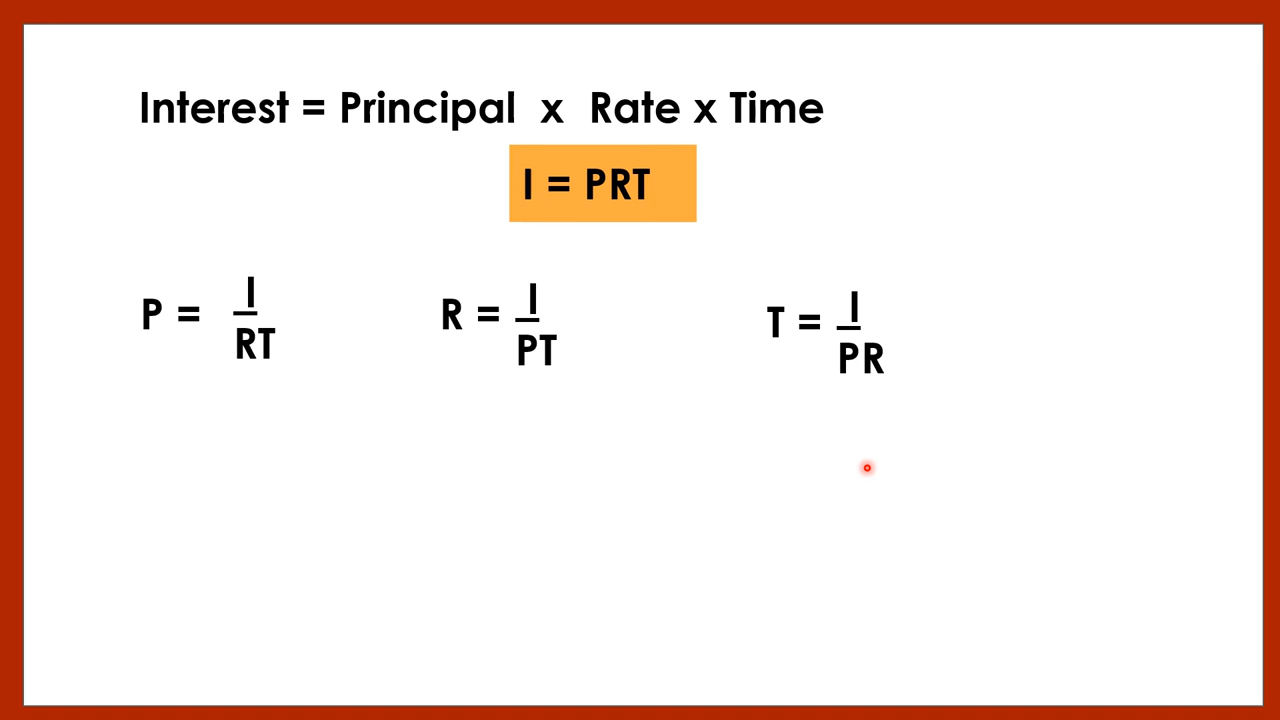 Interest = Principal x Rate x Time
I = PRT
P = I
RT
R = I
PT
T = I
PR